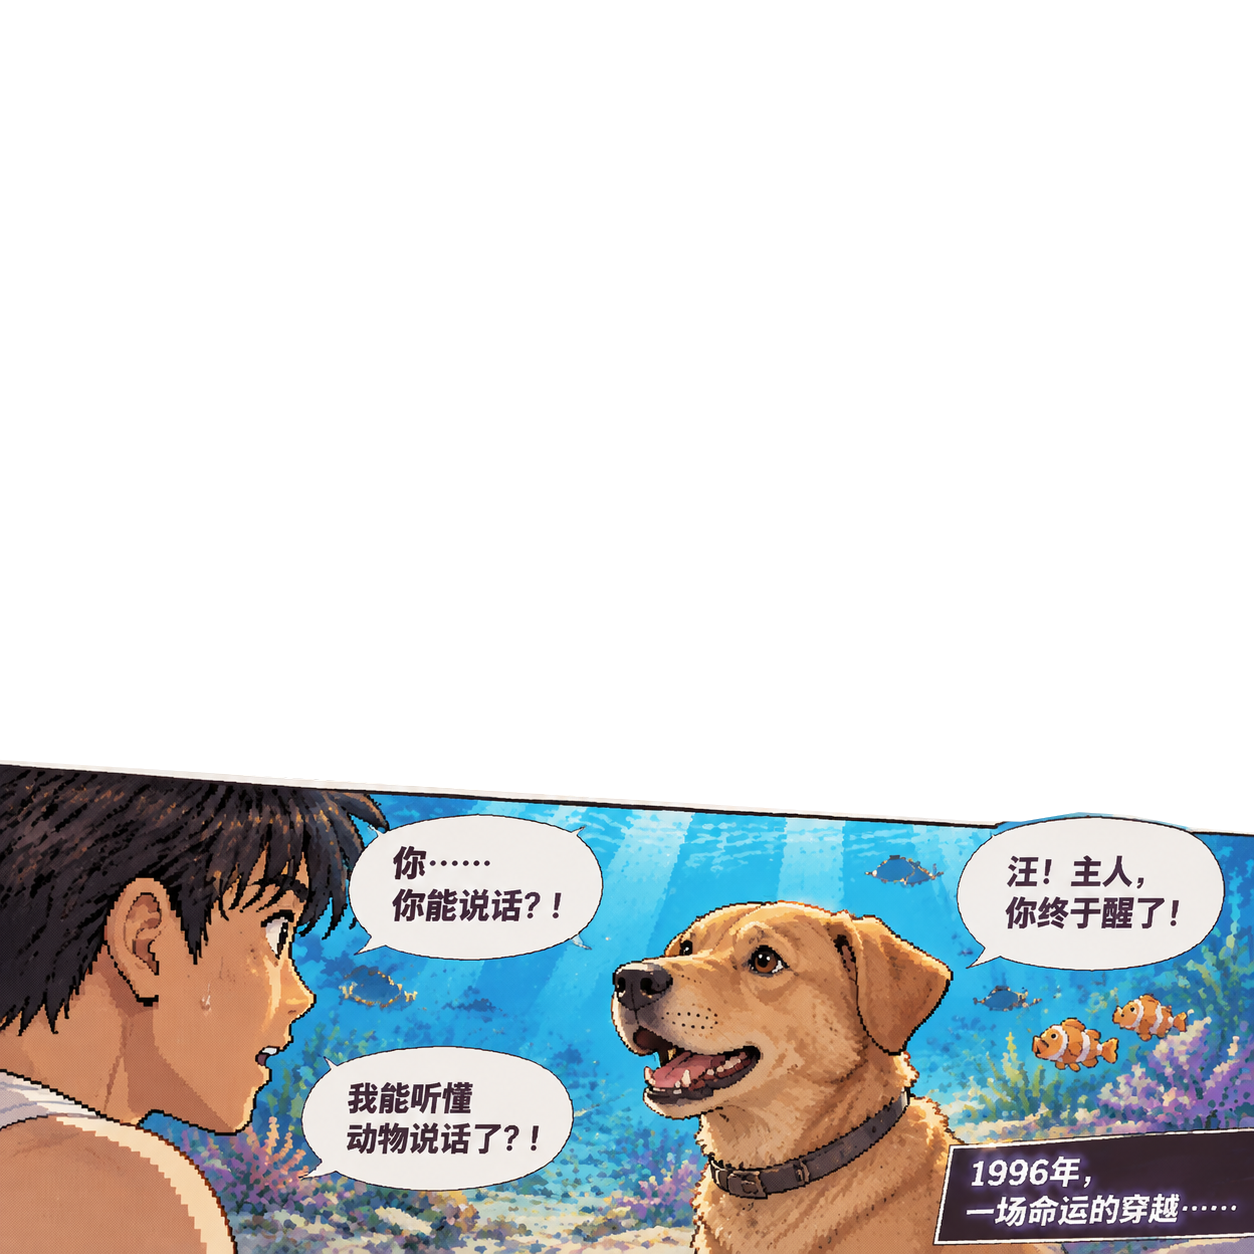 你……
你能说话？！
汪！主人，
你终于醒了！
我能听懂
动物说话了？！
1996年，
一场命运的穿越……